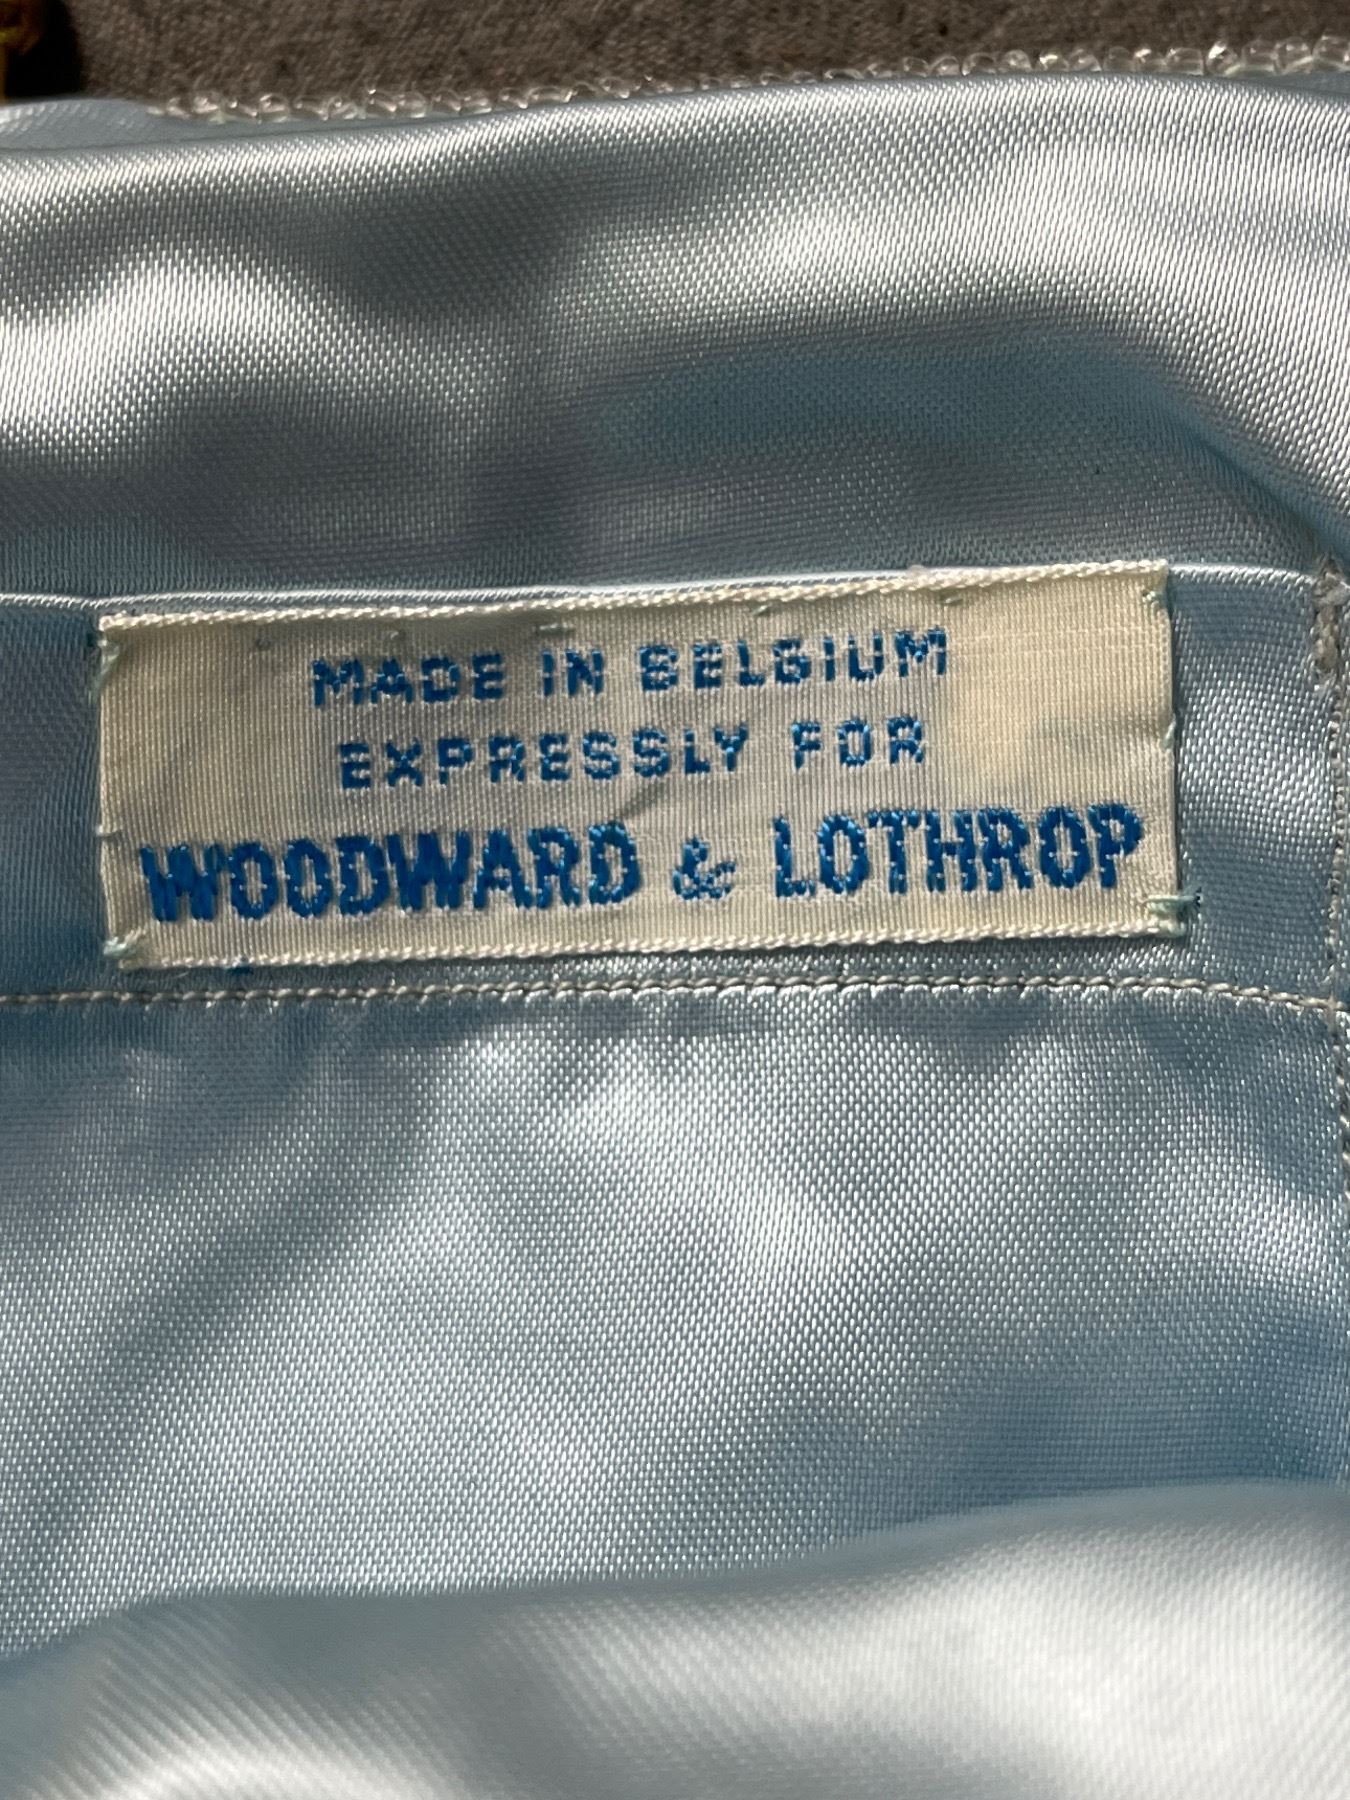 MADE IN BELGIUM
EXPRESSLY FOR
WOODWARD & LOTHROP